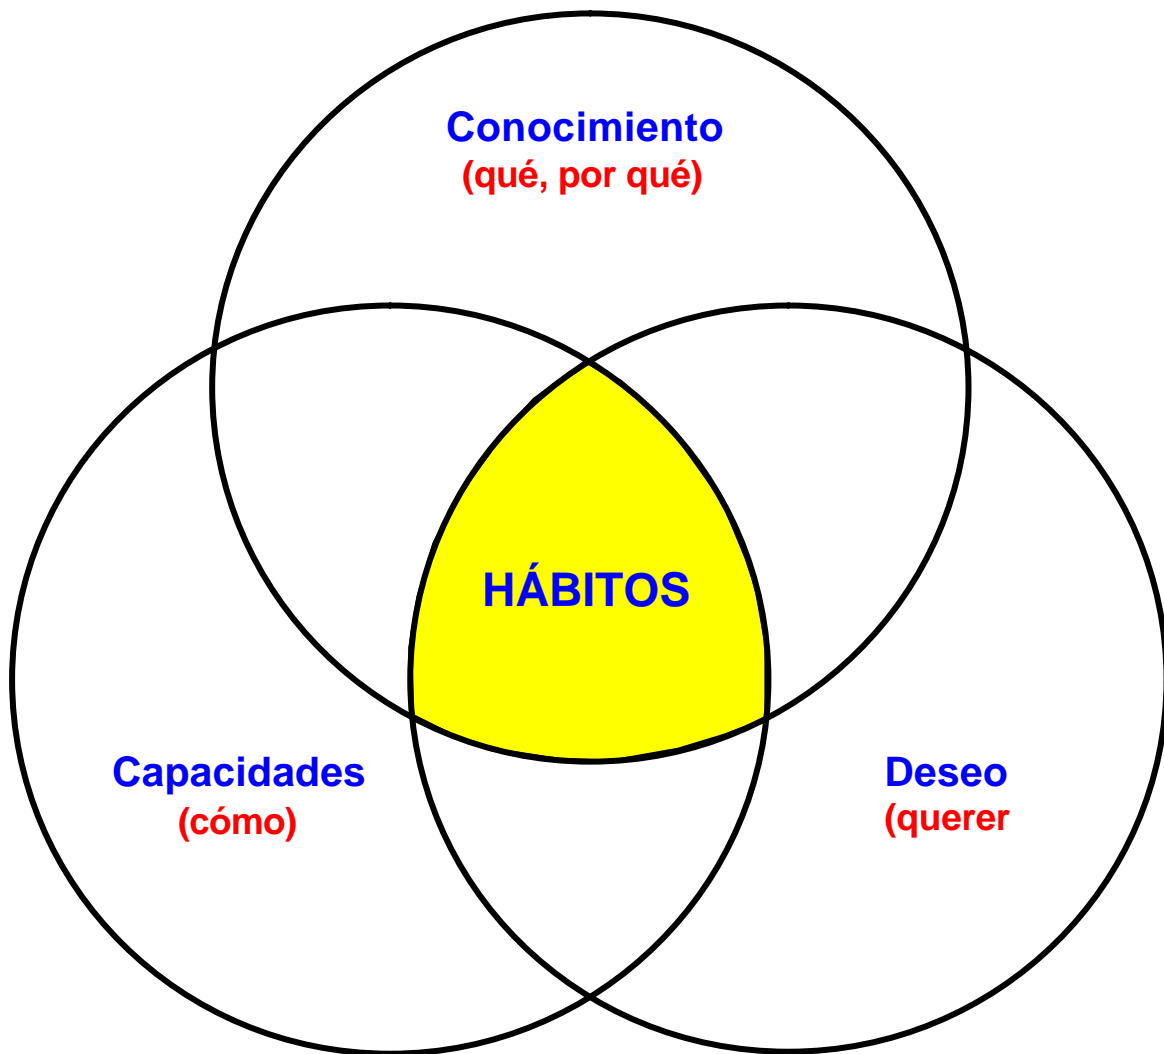 Conocimiento
(qué, por qué)
HÁBITOS
Capacidades
(cómo)
Deseo
(querer